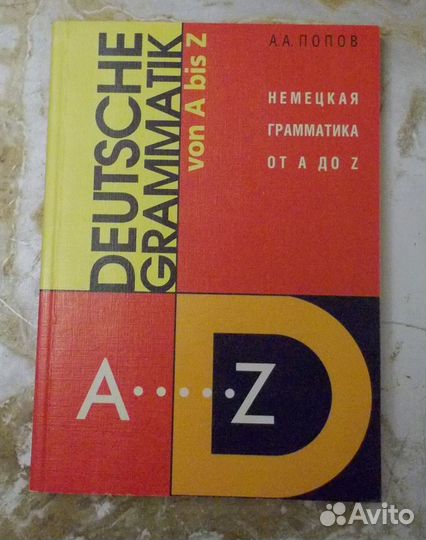 А.А.ПОПОВ
DEUTSCHE
GRAMMATIK
von A bis Z
НЕМЕЦКАЯ
ГРАММАТИКА
ОТ А ДО Z
A·····Z
D
Avito